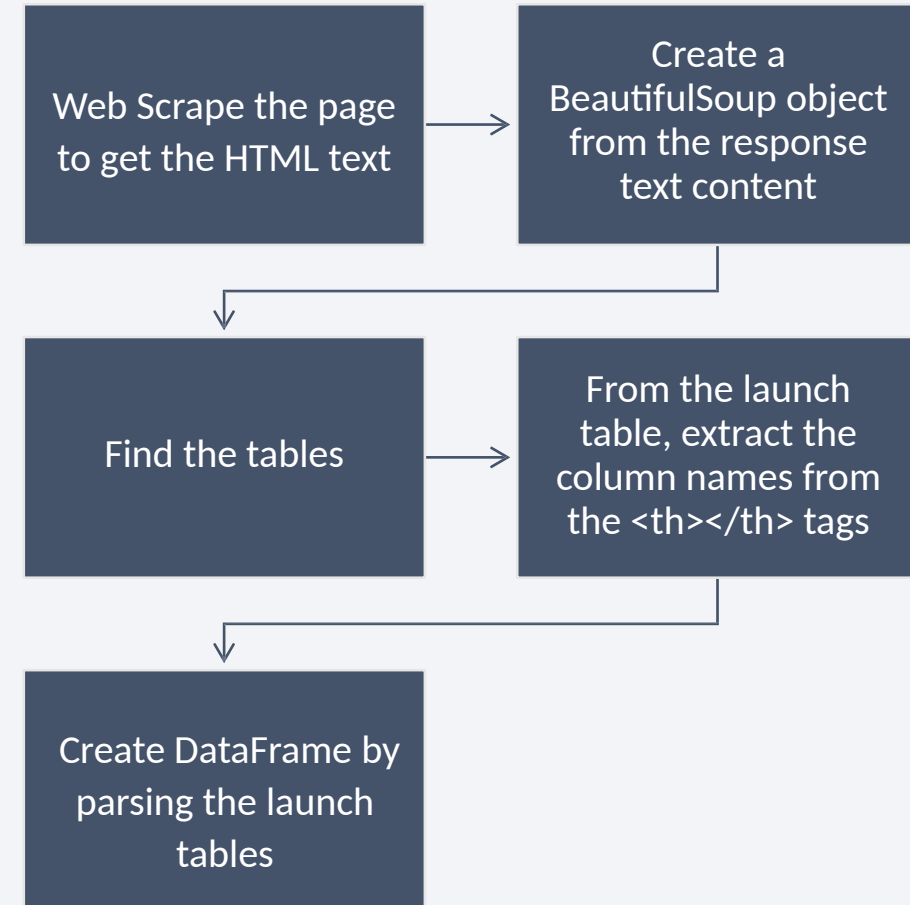 Web Scrape the page
to get the HTML text
Create a
BeautifulSoup object
from the response
text content
Find the tables
From the launch
table, extract the
column names from
the <th></th> tags
Create DataFrame by
parsing the launch
tables